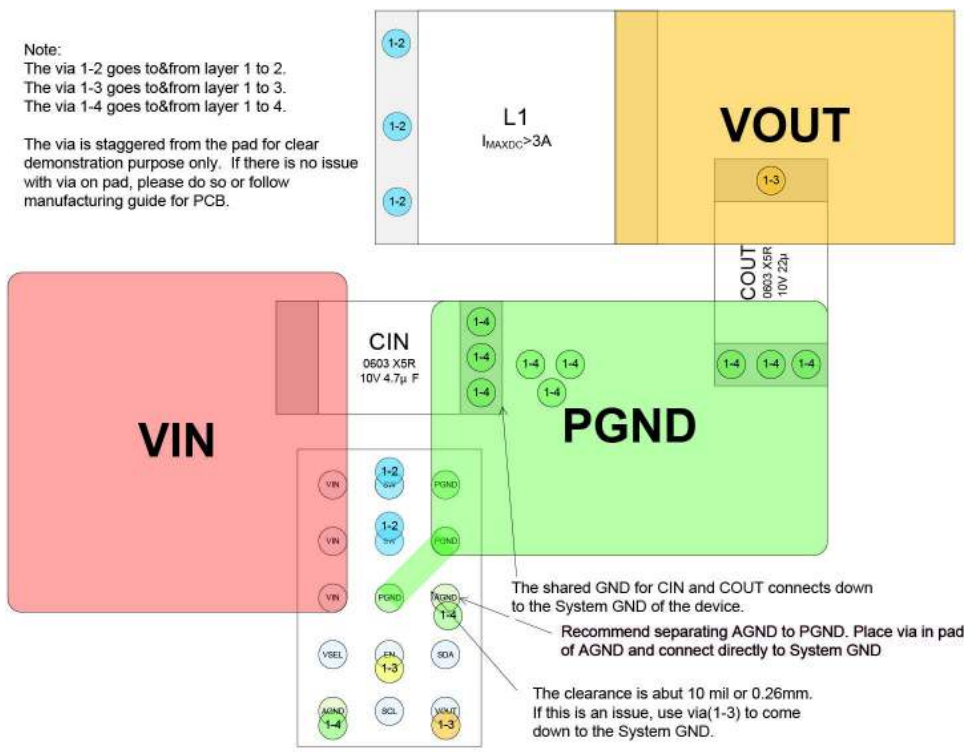 Note:
The via 1-2 goes to&from layer 1 to 2.
The via 1-3 goes to&from layer 1 to 3.
The via 1-4 goes to&from layer 1 to 4.
The via is staggered from the pad for clear
demonstration purpose only. If there is no issue
with via on pad, please do so or follow
manufacturing guide for PCB.
1-2
1-2
1-2
L1
IMAXDC>3A
VOUT
1-3
COUT
0603 X5R
10V 22µ
VIN
CIN
0603 X5R
10V 4.7µ F
1-4
1-4
1-4
1-4
1-4
1-4
1-4
1-4
1-4
PGND
VIN
1-2
SW
PGND
VIN
1-2
SW
PGND
VIN
PGND
AGND
1-4
VSEL
EN
1-3
SDA
AGND
1-4
SCL
VOUT
1-3
The shared GND for CIN and COUT connects down
to the System GND of the device.
Recommend separating AGND to PGND. Place via in pad
of AGND and connect directly to System GND
The clearance is abut 10 mil or 0.26mm.
If this is an issue, use via(1-3) to come
down to the System GND.